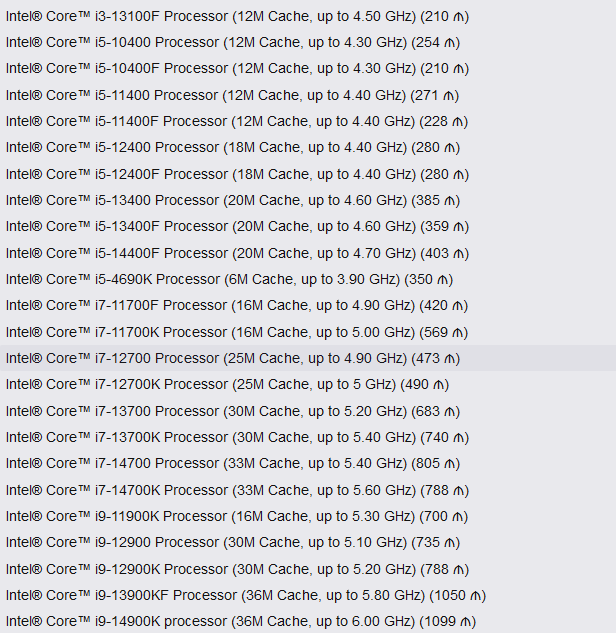 Intel® Core™ i3-13100F Processor (12M Cache, up to 4.50 GHz) (210 ₼)
Intel® Core™ i5-10400 Processor (12M Cache, up to 4.30 GHz) (254 ₼)
Intel® Core™ i5-10400F Processor (12M Cache, up to 4.30 GHz) (210 ₼)
Intel® Core™ i5-11400 Processor (12M Cache, up to 4.40 GHz) (271 ₼)
Intel® Core™ i5-11400F Processor (12M Cache, up to 4.40 GHz) (228 ₼)
Intel® Core™ i5-12400 Processor (18M Cache, up to 4.40 GHz) (280 ₼)
Intel® Core™ i5-12400F Processor (18M Cache, up to 4.40 GHz) (280 ₼)
Intel® Core™ i5-13400 Processor (20M Cache, up to 4.60 GHz) (385 ₼)
Intel® Core™ i5-13400F Processor (20M Cache, up to 4.60 GHz) (359 ₼)
Intel® Core™ i5-14400F Processor (20M Cache, up to 4.70 GHz) (403 ₼)
Intel® Core™ i5-4690K Processor (6M Cache, up to 3.90 GHz) (350 ₼)
Intel® Core™ i7-11700F Processor (16M Cache, up to 4.90 GHz) (420 ₼)
Intel® Core™ i7-11700K Processor (16M Cache, up to 5.00 GHz) (569 ₼)
Intel® Core™ i7-12700 Processor (25M Cache, up to 4.90 GHz) (473 ₼)
Intel® Core™ i7-12700K Processor (25M Cache, up to 5 GHz) (490 ₼)
Intel® Core™ i7-13700 Processor (30M Cache, up to 5.20 GHz) (683 ₼)
Intel® Core™ i7-13700K Processor (30M Cache, up to 5.40 GHz) (740 ₼)
Intel® Core™ i7-14700 Processor (33M Cache, up to 5.40 GHz) (805 ₼)
Intel® Core™ i7-14700K Processor (33M Cache, up to 5.60 GHz) (788 ₼)
Intel® Core™ i9-11900K Processor (16M Cache, up to 5.30 GHz) (700 ₼)
Intel® Core™ i9-12900 Processor (30M Cache, up to 5.10 GHz) (735 ₼)
Intel® Core™ i9-12900K Processor (30M Cache, up to 5.20 GHz) (788 ₼)
Intel® Core™ i9-13900KF Processor (36M Cache, up to 5.80 GHz) (1050 ₼)
Intel® Core™ i9-14900K processor (36M Cache, up to 6.00 GHz) (1099 ₼)